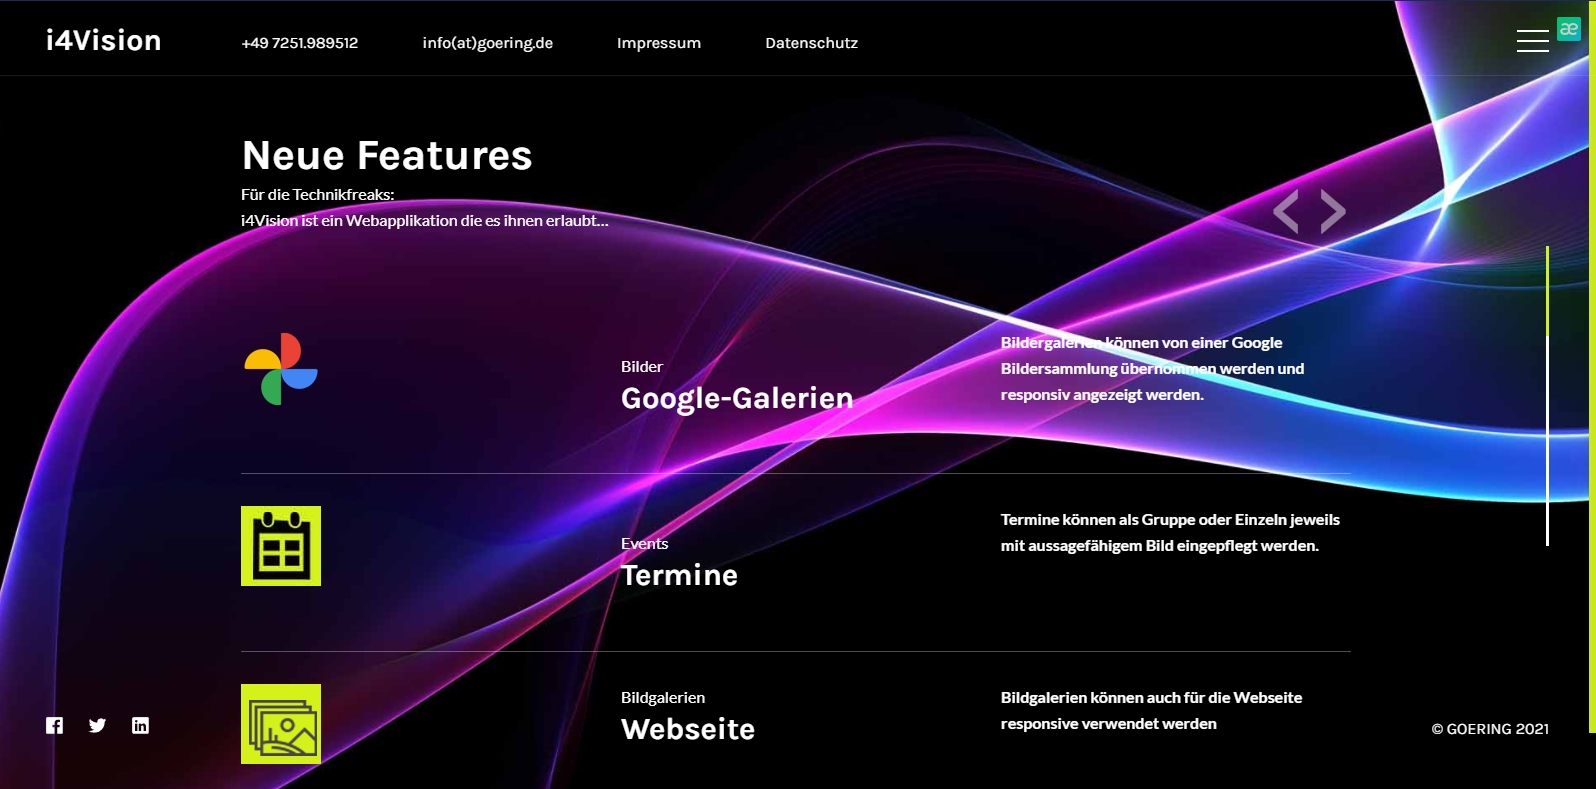 i4Vision
+49 7251.989512
info(at)goering.de
Impressum
Datenschutz
æ
Neue Features
Für die Technikfreaks:
i4Vision ist ein Webapplikation die es ihnen erlaubt...
Bilder
Google-Galerien
Bildergalerien können von einer Google
Bildersammlung übernommen werden und
responsiv angezeigt werden.
Events
Termine
Termine können als Gruppe oder Einzeln jeweils
mit aussagefähigem Bild eingepflegt werden.
Bildgalerien
Webseite
Bildgalerien können auch für die Webseite
responsive verwendet werden
© GOERING 2021